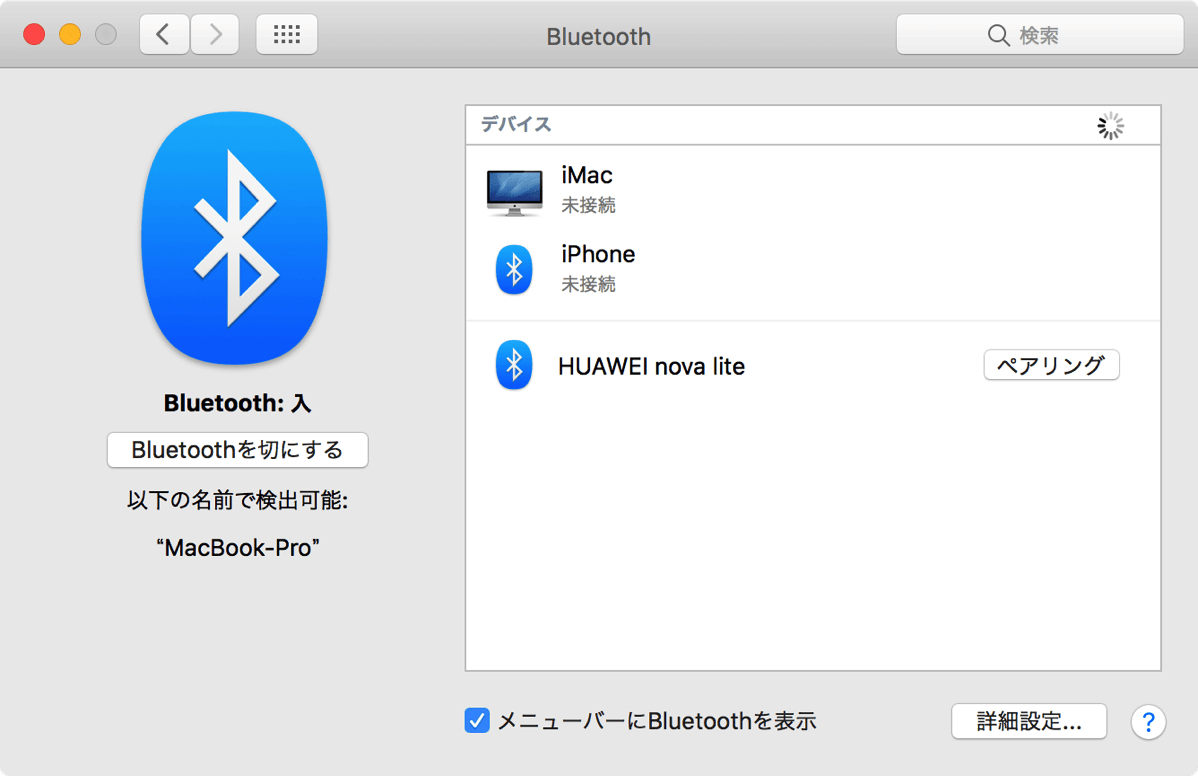 Bluetooth
検索
デバイス
iMac
未接続
iPhone
未接続
HUAWEI nova lite
ペアリング
Bluetooth: 入
Bluetoothを切にする
以下の名前で検出可能:
“MacBook-Pro”
メニューバーにBluetoothを表示
詳細設定...
?